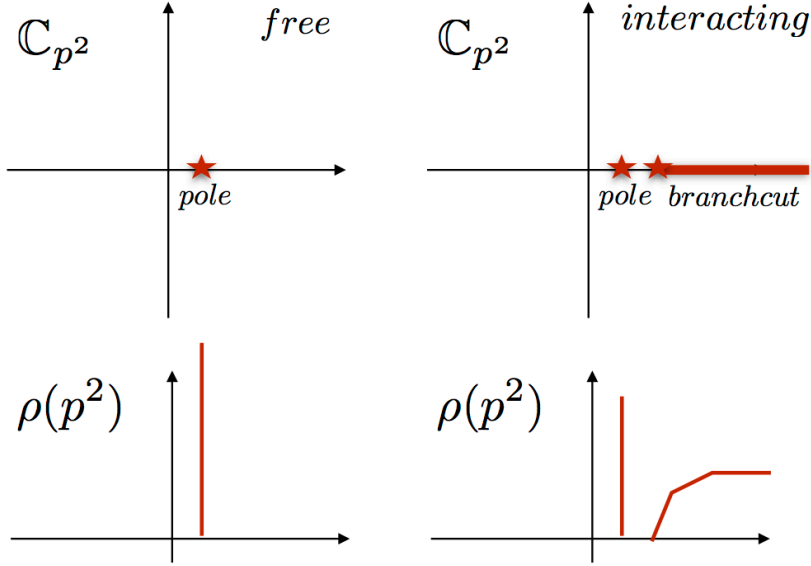 ℂ_{p²} free
pole
ℂ_{p²} interacting
pole branchcut
ρ(p²)
ρ(p²)